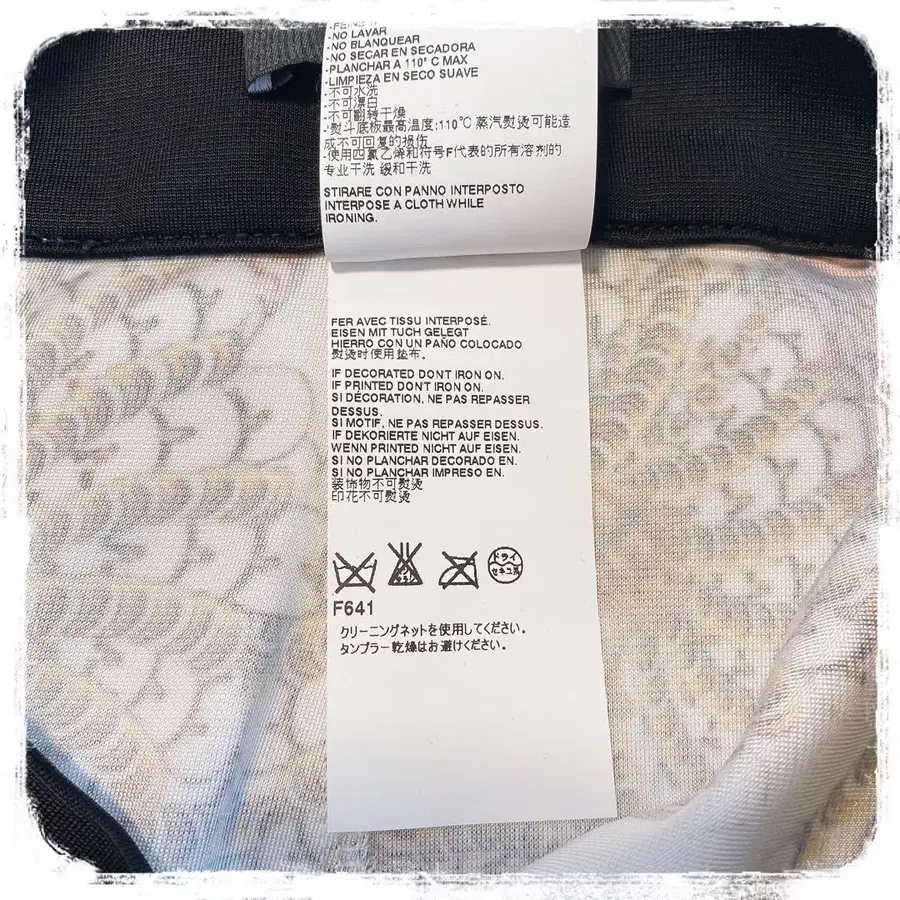 -NO LAVAR
-NO BLANQUEAR
-NO SECAR EN SECADORA
-PLANCHAR A 110° C MAX
-LIMPIEZA EN SECO SUAVE
-不可水洗
-不可漂白
-不可翻转干燥
-熨斗底板最高温度:110℃ 蒸汽熨烫可能造
成不可回复的损伤
-使用四氯乙烯和符号F代表的所有溶剂的
专业干洗 缓和干洗
STIRARE CON PANNO INTERPOSTO
INTERPOSE A CLOTH WHILE
IRONING.
FER AVEC TISSU INTERPOSÉ.
EISEN MIT TUCH GELEGT
HIERRO CON UN PAÑO COLOCADO
熨烫时使用垫布。
IF DECORATED DON'T IRON ON.
IF PRINTED DON'T IRON ON.
SI DÉCORATION, NE PAS REPASSER
DESSUS.
SI MOTIF, NE PAS REPASSER DESSUS.
IF DEKORIERTE NICHT AUF EISEN.
WENN PRINTED NICHT AUF EISEN.
SI NO PLANCHAR DECORADO EN.
SI NO PLANCHAR IMPRESO EN.
装饰物不可熨烫
印花不可熨烫
ドライ
セキユ系
F641
クリーニングネットを使用してください。
タンブラー乾燥はお避けください。